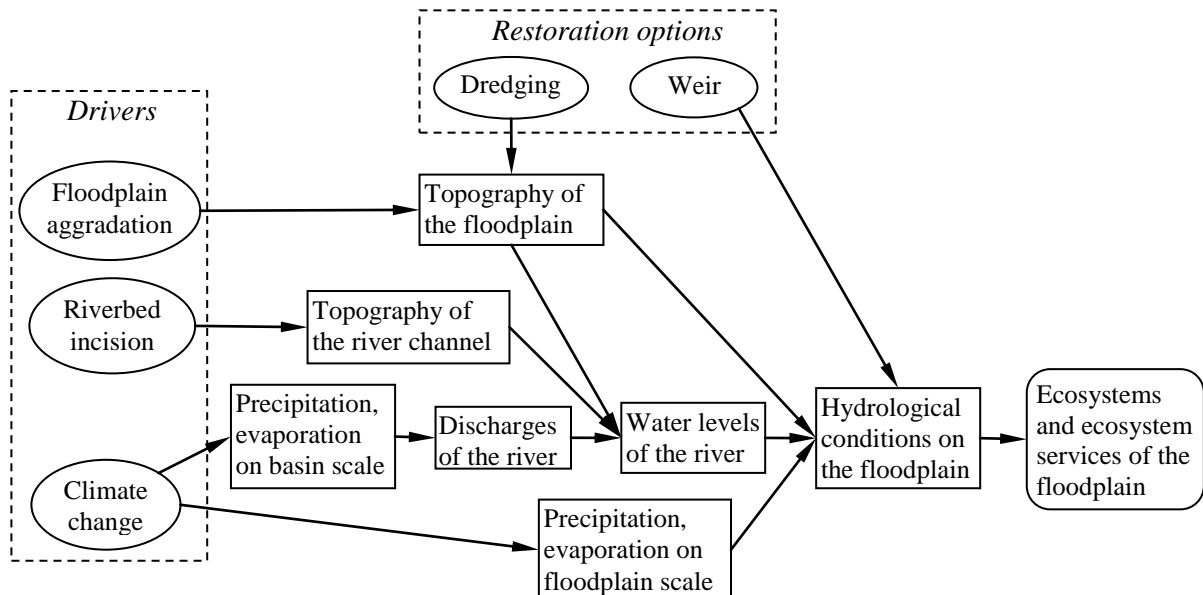 Restoration options
Dredging
Weir
Drivers
Floodplain
aggradation
Topography of
the floodplain
Riverbed
incision
Topography of
the river channel
Precipitation,
evaporation
on basin scale
Discharges
of the river
Water levels
of the river
Hydrological
conditions on
the floodplain
Ecosystems
and ecosystem
services of the
floodplain
Climate
change
Precipitation,
evaporation on
floodplain scale